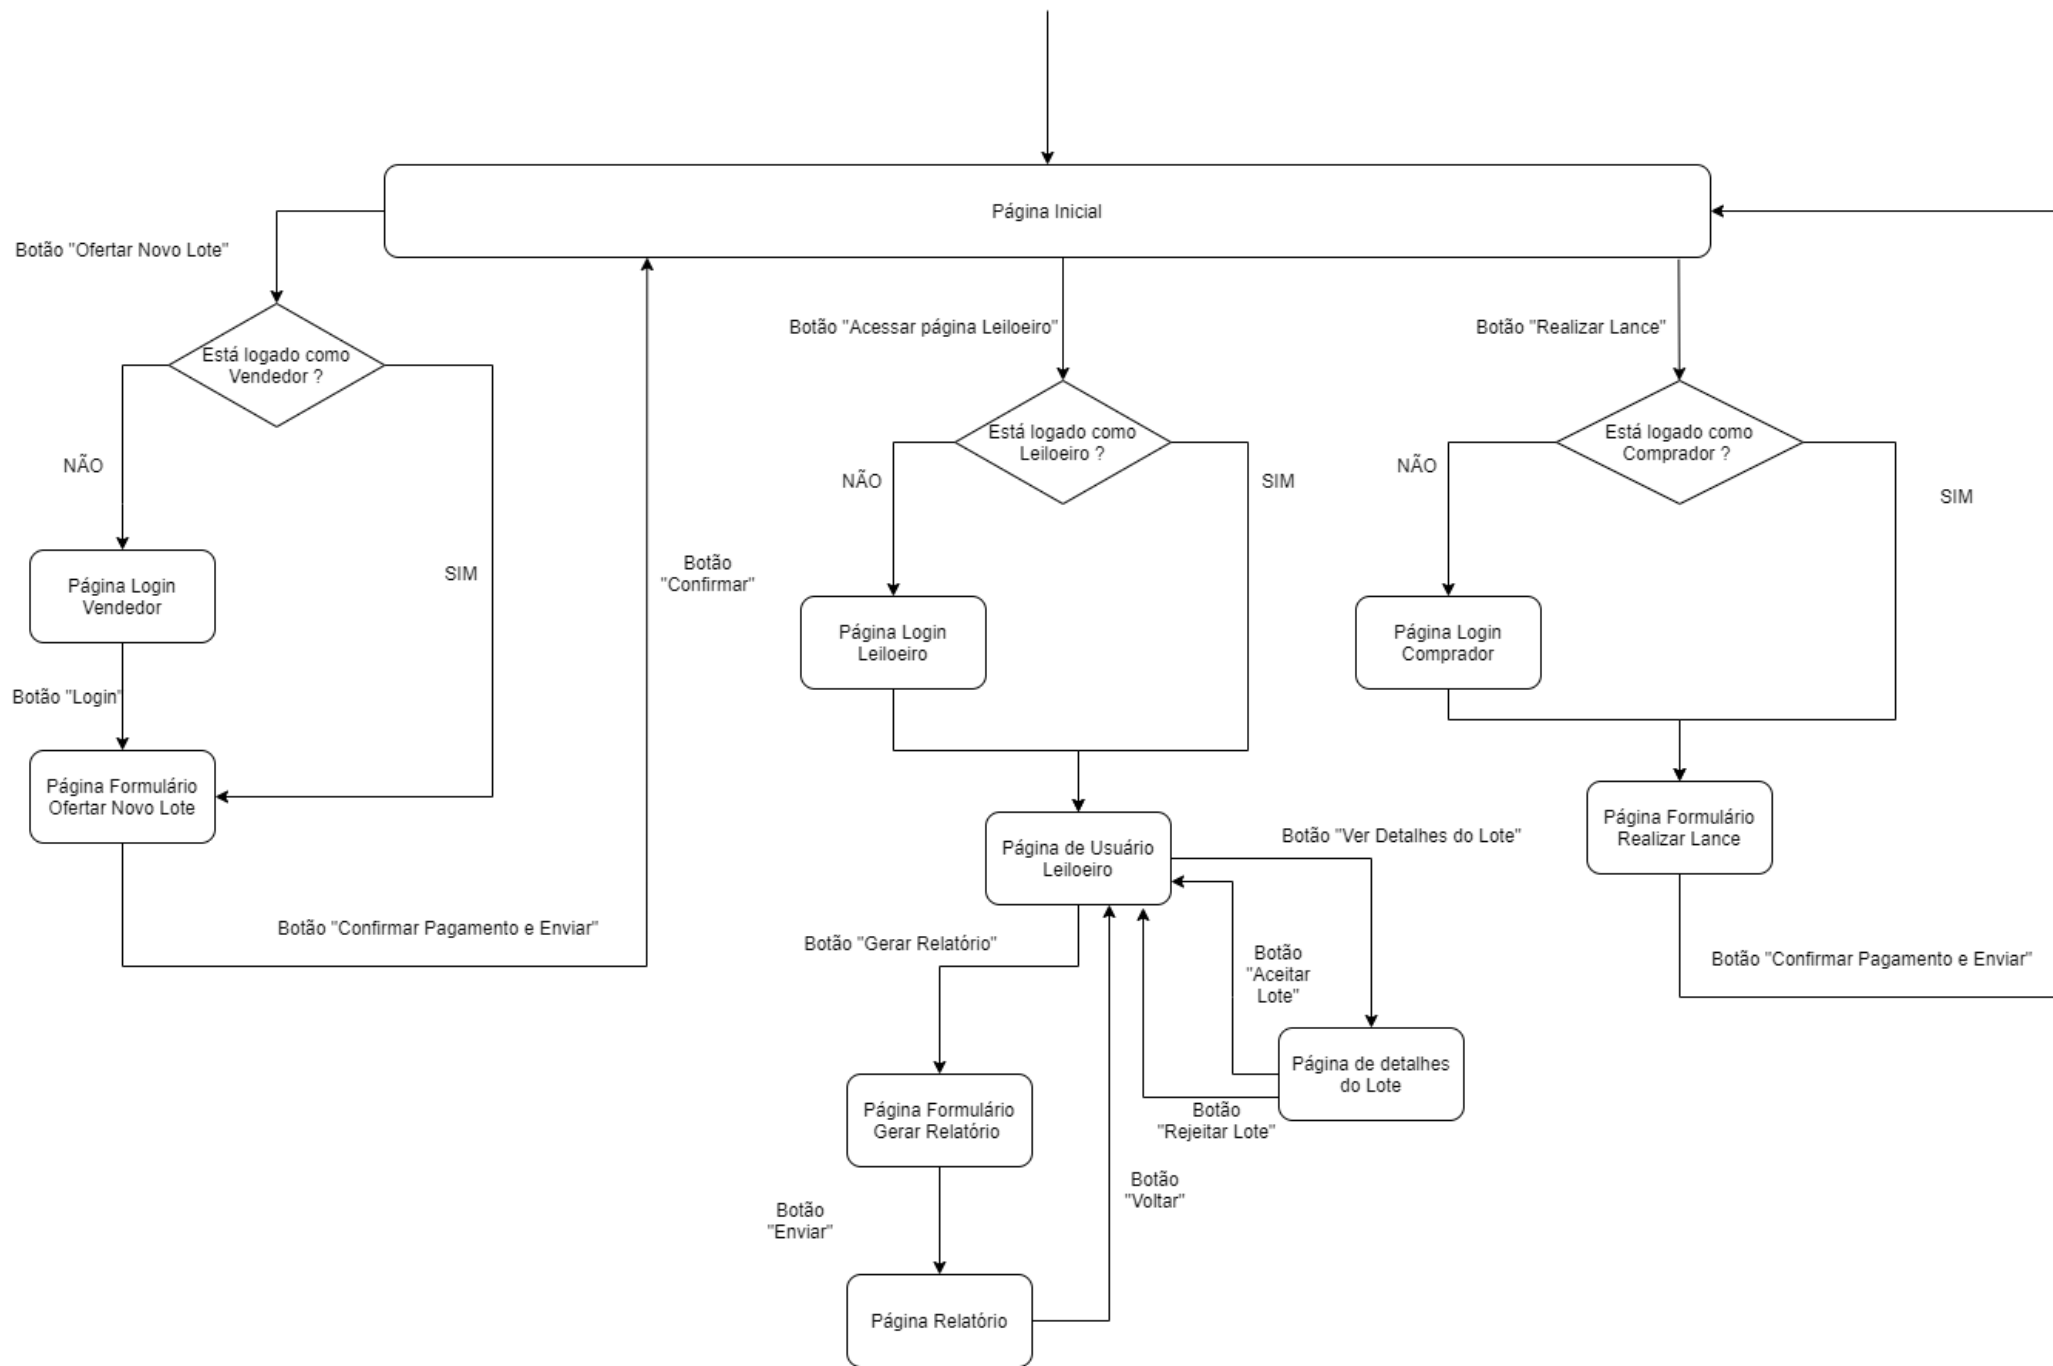 Página Inicial
Botão "Ofertar Novo Lote"
Botão "Acessar página Leiloeiro"
Botão "Realizar Lance"
Está logado como
Vendedor ?
Está logado como
Leiloeiro ?
Está logado como
Comprador ?
NÃO
SIM
NÃO
SIM
NÃO
SIM
Página Login
Vendedor
Botão
"Confirmar"
Página Login
Leiloeiro
Página Login
Comprador
Botão "Login"
Página Formulário
Ofertar Novo Lote
Página de Usuário
Leiloeiro
Botão "Ver Detalhes do Lote"
Página Formulário
Realizar Lance
Botão "Confirmar Pagamento e Enviar"
Botão "Gerar Relatório"
Botão
"Aceitar
Lote"
Botão "Confirmar Pagamento e Enviar"
Página de detalhes
do Lote
Página Formulário
Gerar Relatório
Botão
"Rejeitar Lote"
Botão
"Voltar"
Botão
"Enviar"
Página Relatório